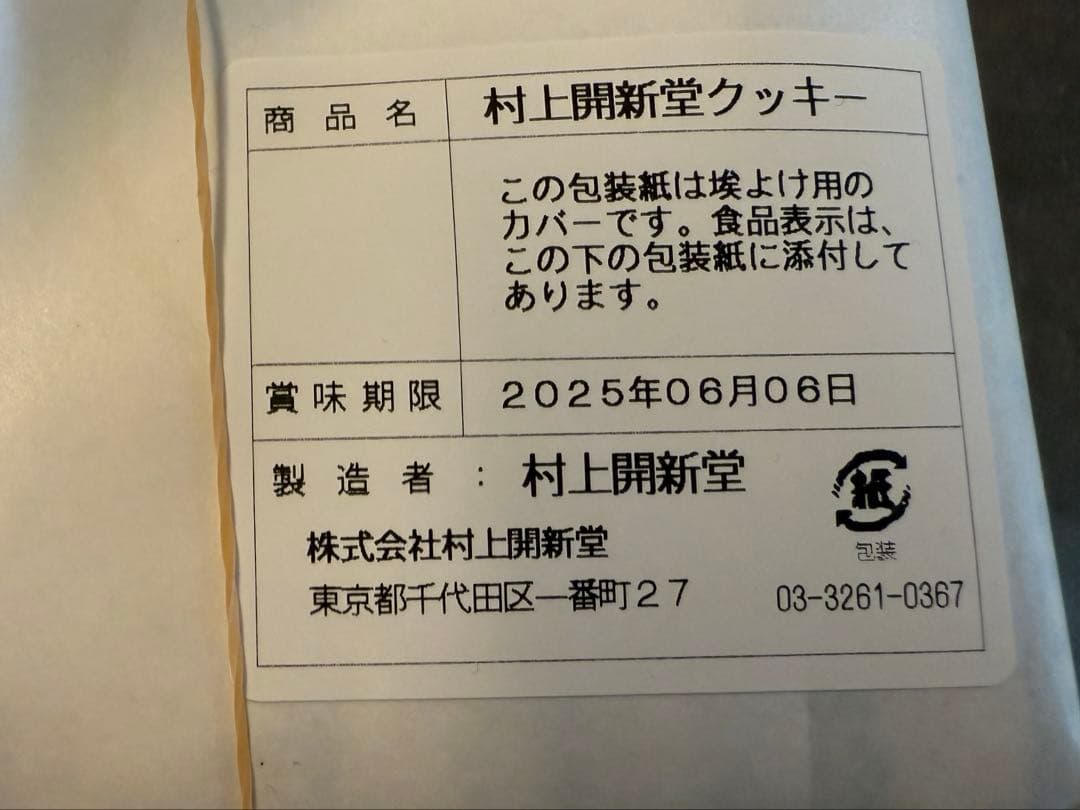 商品名 村上開新堂クッキー
この包装紙は埃よけ用の
カバーです。食品表示は、
この下の包装紙に添付して
あります。
賞味期限 2025年06月06日
製造者：村上開新堂
紙
包装
株式会社村上開新堂
東京都千代田区一番町27 03-3261-0367